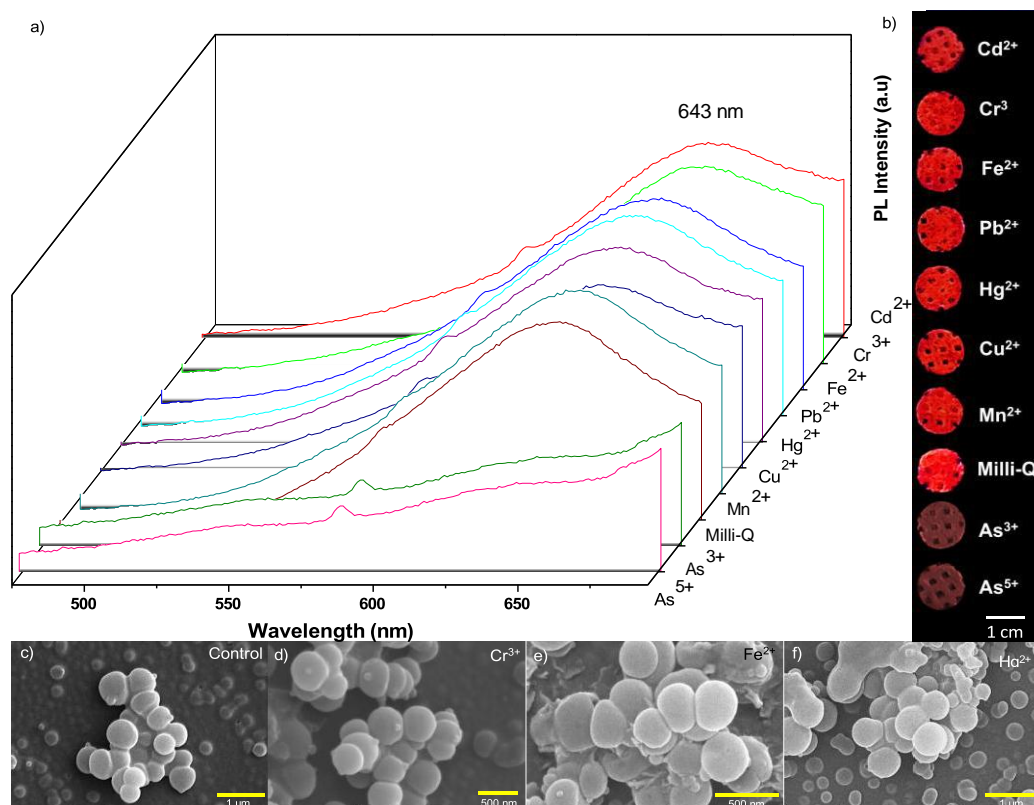 a)
643 nm
PL Intensity (a.u)
Cd2+
Cr3+
Fe2+
Pb2+
Hg2+
Cu2+
Mn2+
Milli-Q
As3+
As5+
500 550 600 650
Wavelength (nm)
b)
Cd2+
Cr3
Fe2+
Pb2+
Hg2+
Cu2+
Mn2+
Milli-Q
As3+
As5+
1 cm
c) Control
1 µm
d) Cr3+
500 nm
e) Fe2+
500 nm
f) Hg2+
1 µm